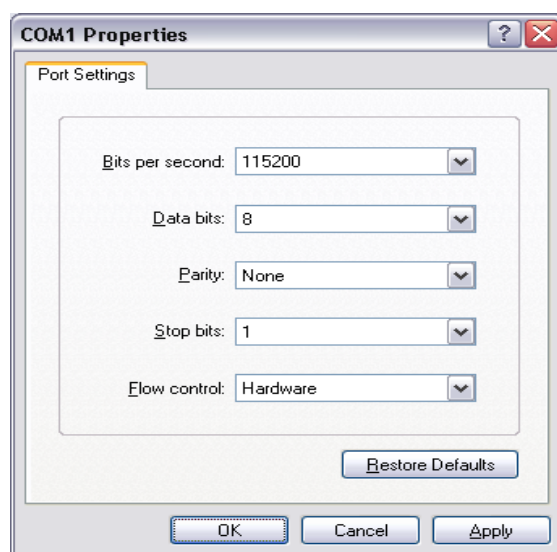 COM1 Properties
Port Settings
Bits per second: 115200
Data bits: 8
Parity: None
Stop bits: 1
Flow control: Hardware
Restore Defaults
OK Cancel Apply